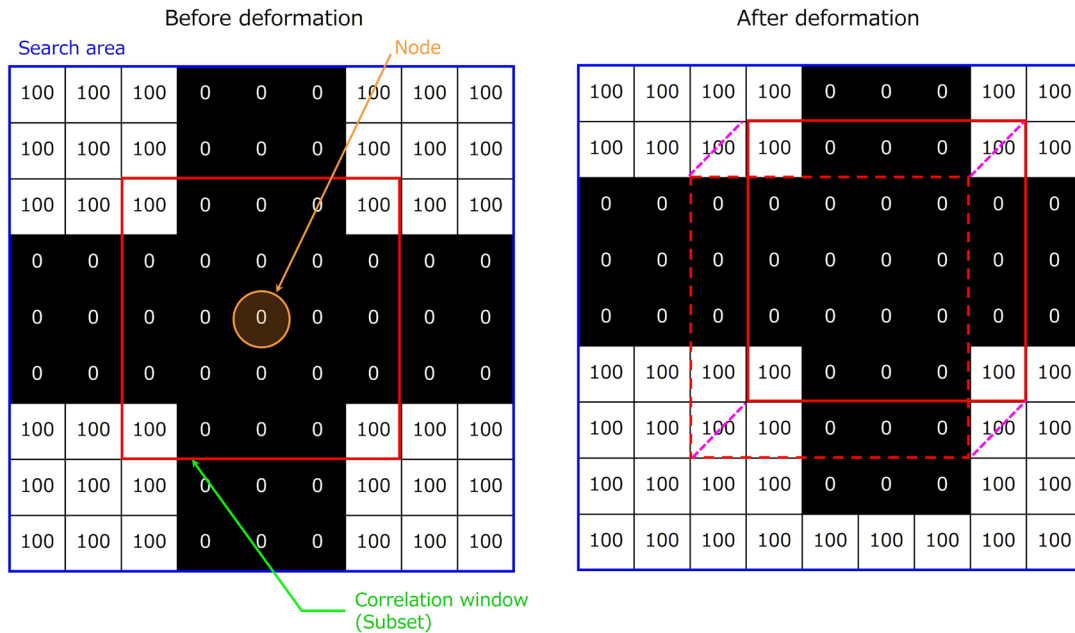 Before deformation
Search area
Node
100 100 100 0 0 0 100 100 100
100 100 100 0 0 0 100 100 100
100 100 100 0 0 0 100 100 100
0 0 0 0 0 0 0 0 0
0 0 0 0 0 0 0 0 0
0 0 0 0 0 0 0 0 0
100 100 100 0 0 0 100 100 100
100 100 100 0 0 0 100 100 100
100 100 100 0 0 0 100 100 100
Correlation window
(Subset)
After deformation
100 100 100 100 0 0 0 100 100
100 100 100 100 0 0 0 100 100
0 0 0 0 0 0 0 0 0
0 0 0 0 0 0 0 0 0
0 0 0 0 0 0 0 0 0
100 100 100 100 0 0 0 100 100
100 100 100 100 0 0 0 100 100
100 100 100 100 0 0 0 100 100
100 100 100 100 100 100 100 100 100